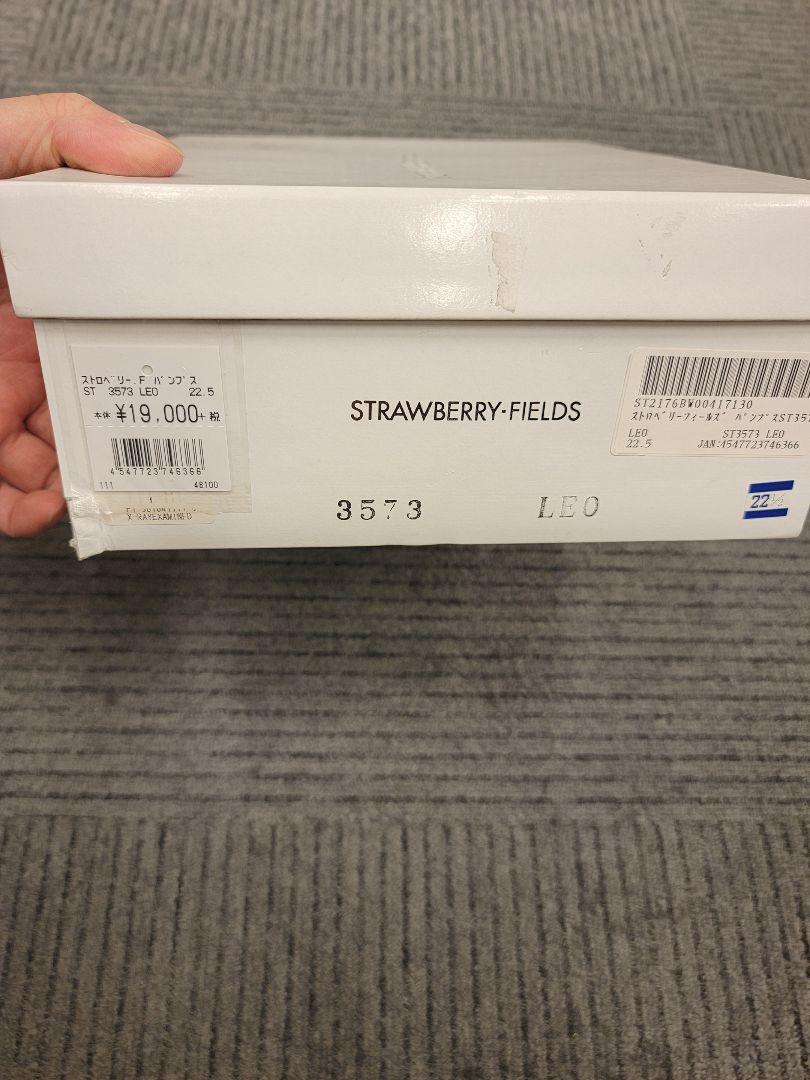 ストロベリー.F パンプス
ST 3573 LEO 22.5
本体 ¥19,000+税
4547723746366
111 48100
X-RAYEXAMINED
STRAWBERRY·FIELDS
3573 LEO
ST2176BW00417130
ストロベリーフィールズ パンプスST357
LEO ST3573 LEO
22.5 JAN:4547723746366
22½